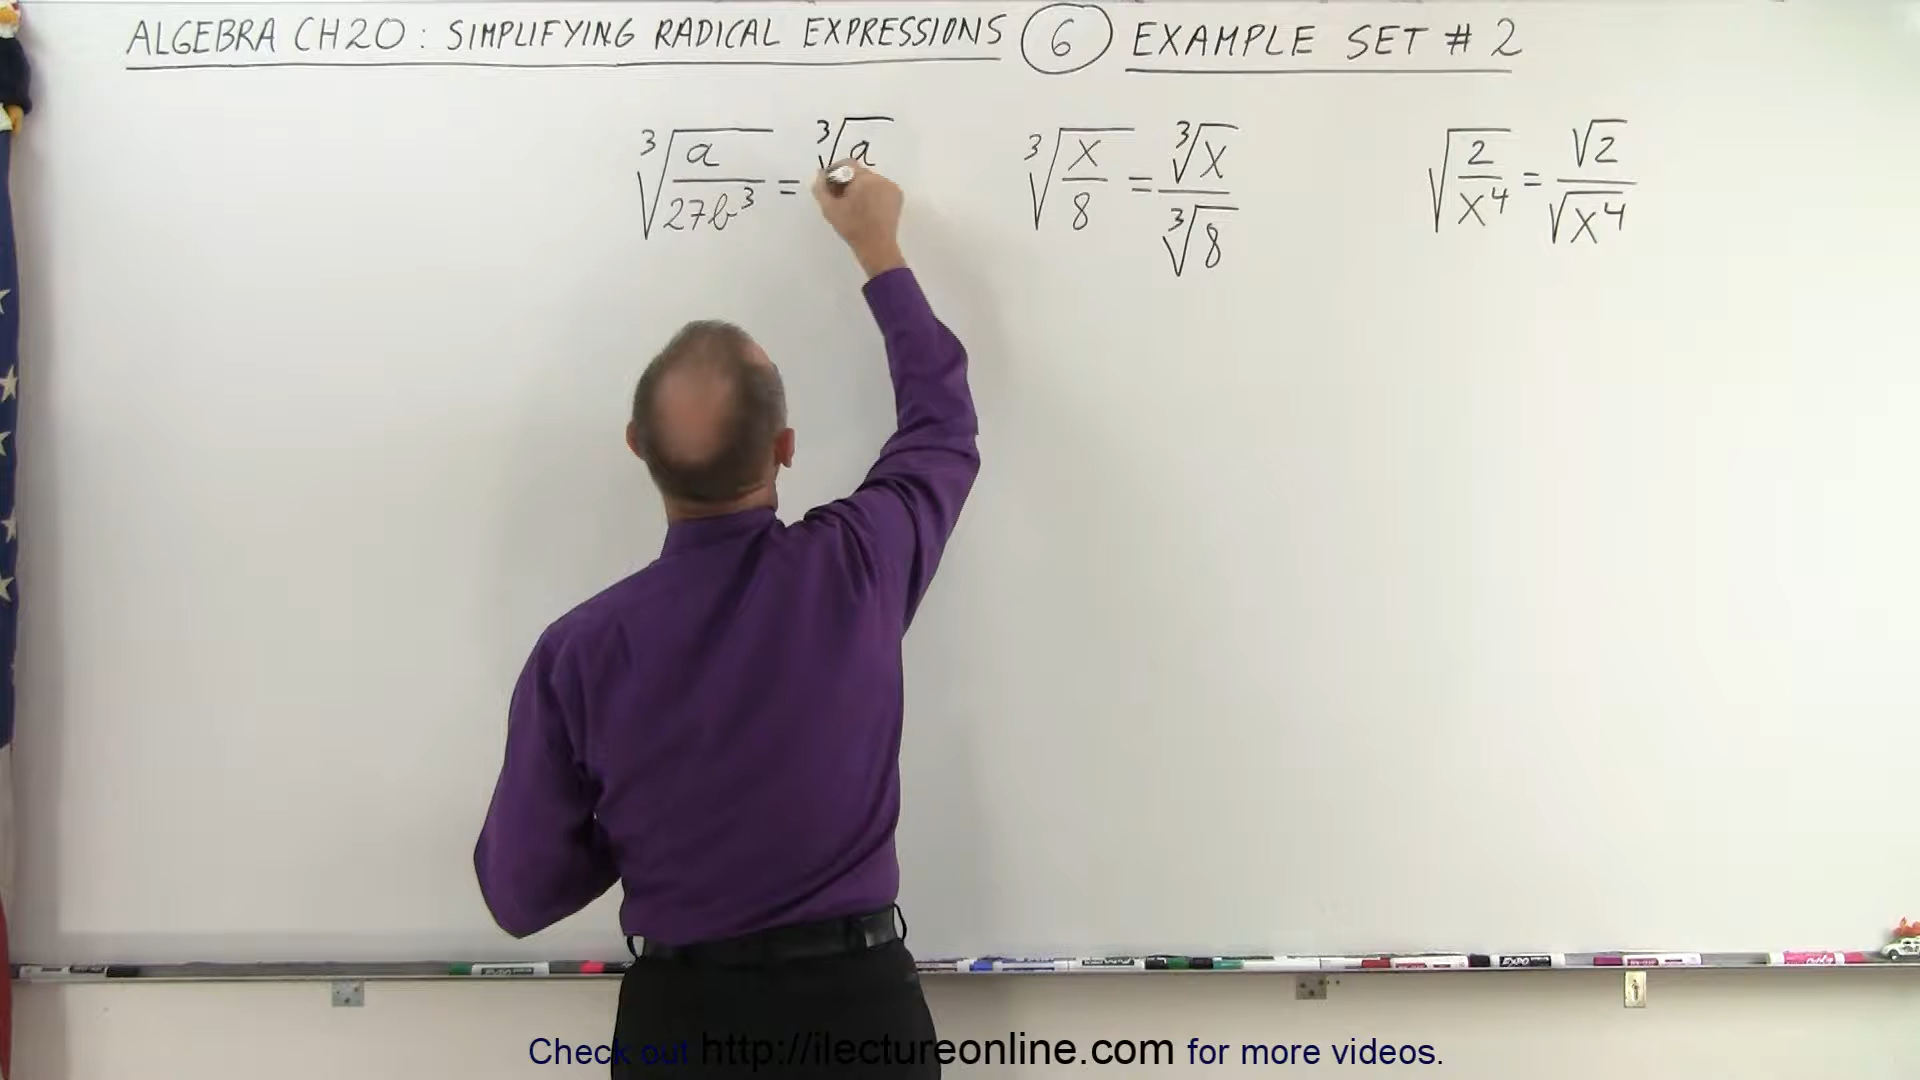 ALGEBRA CH20: SIMPLIFYING RADICAL EXPRESSIONS 6 EXAMPLE SET # 2
∛(a/27b³) = ∛a
∛(x/8) = ∛x/∛8
√(2/x⁴) = √2/√x⁴
EXPO
Check out http://ilectureonline.com for more videos.